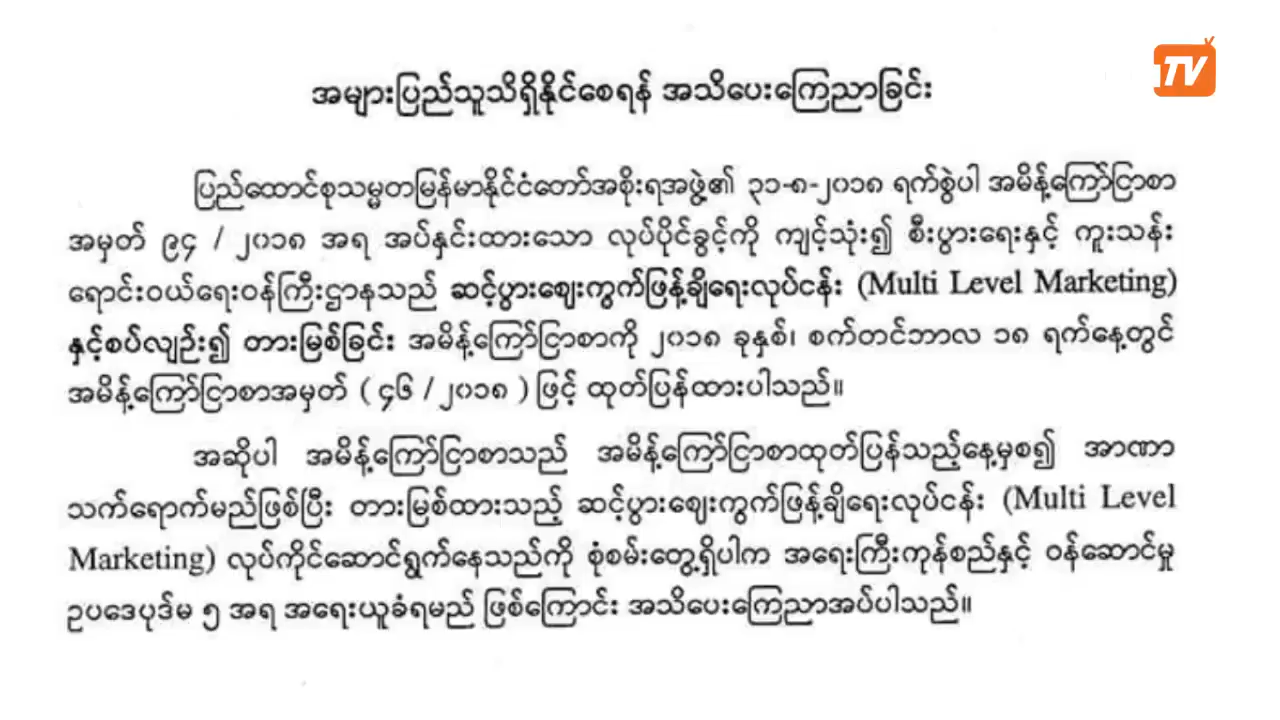 TV
အများပြည်သူသိရှိနိုင်စေရန် အသိပေးကြေညာခြင်း
ပြည်ထောင်စုသမ္မတမြန်မာနိုင်ငံတော်အစိုးရအဖွဲ့၏ ၃၁-၈-၂၀၁၈ ရက်စွဲပါ အမိန့်ကြော်ငြာစာ
အမှတ် ၉၄ / ၂၀၁၈ အရ အပ်နှင်းထားသော လုပ်ပိုင်ခွင့်ကို ကျင့်သုံး၍ စီးပွားရေးနှင့် ကူးသန်း
ရောင်းဝယ်ရေးဝန်ကြီးဌာနသည် ဆင့်ပွားဈေးကွက်ဖြန့်ချိရေးလုပ်ငန်း (Multi Level Marketing)
နှင့်စပ်လျဉ်း၍ တားမြစ်ခြင်း အမိန့်ကြော်ငြာစာကို ၂၀၁၈ ခုနှစ်၊ စက်တင်ဘာလ ၁၈ ရက်နေ့တွင်
အမိန့်ကြော်ငြာစာအမှတ် ( ၄၆ / ၂၀၁၈ ) ဖြင့် ထုတ်ပြန်ထားပါသည်။
အဆိုပါ အမိန့်ကြော်ငြာစာသည် အမိန့်ကြော်ငြာစာထုတ်ပြန်သည့်နေ့မှစ၍ အာဏာ
သက်ရောက်မည်ဖြစ်ပြီး တားမြစ်ထားသည့် ဆင့်ပွားဈေးကွက်ဖြန့်ချိရေးလုပ်ငန်း (Multi Level
Marketing) လုပ်ကိုင်ဆောင်ရွက်နေသည်ကို စုံစမ်းတွေ့ရှိပါက အရေးကြီးကုန်စည်နှင့် ဝန်ဆောင်မှု
ဥပဒေပုဒ်မ ၅ အရ အရေးယူခံရမည် ဖြစ်ကြောင်း အသိပေးကြေညာအပ်ပါသည်။